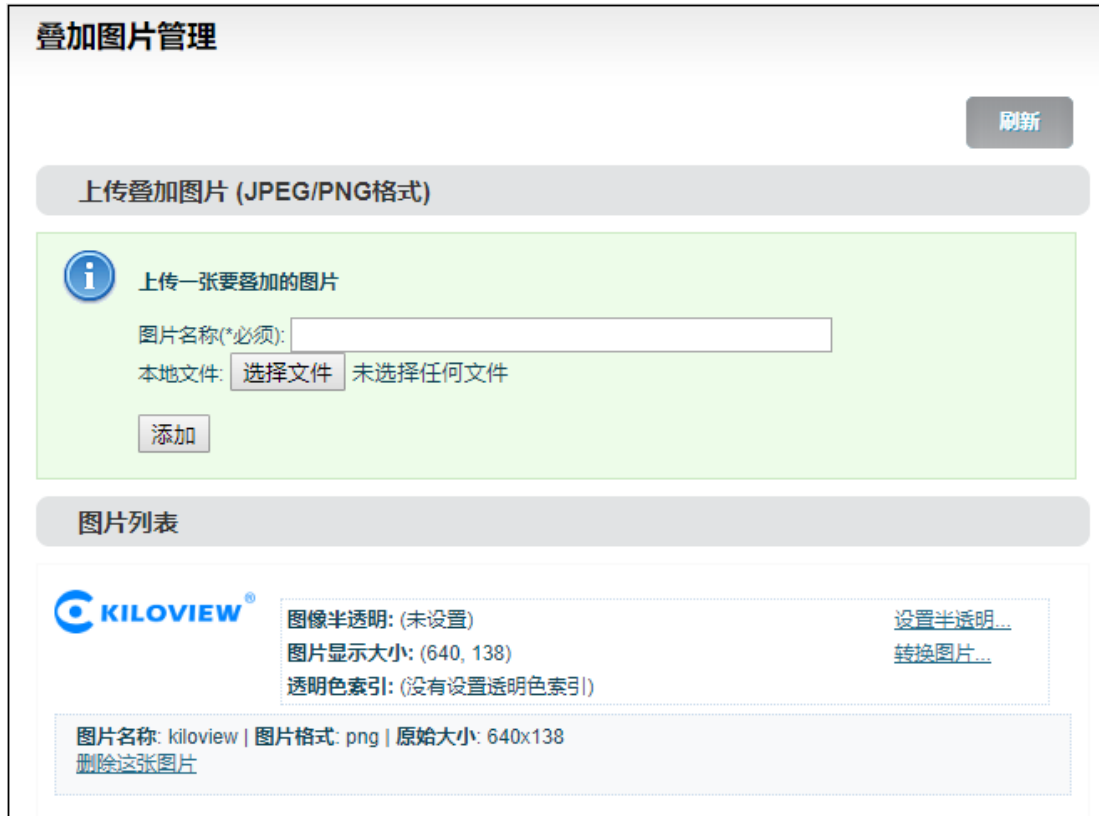 叠加图片管理
刷新
上传叠加图片 (JPEG/PNG格式)
上传一张要叠加的图片
图片名称(*必须):
本地文件: 选择文件 未选择任何文件
添加
图片列表
KILOVIEW®
图像半透明: (未设置) 设置半透明...
图片显示大小: (640, 138) 转换图片...
透明色索引: (没有设置透明色索引)
图片名称: kiloview | 图片格式: png | 原始大小: 640x138
删除这张图片